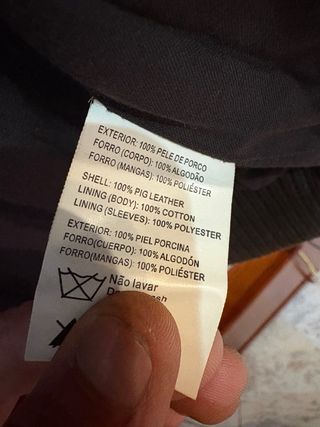 EXTERIOR: 100% PELE DE PORCO
FORRO (CORPO): 100% ALGODÃO
FORRO (MANGAS): 100% POLIÉSTER
SHELL: 100% PIG LEATHER
LINING (BODY): 100% COTTON
LINING (SLEEVES): 100% POLYESTER
EXTERIOR: 100% PIEL PORCINA
FORRO(CUERPO): 100% ALGODÓN
FORRO(MANGAS): 100% POLIÉSTER
Não lavar